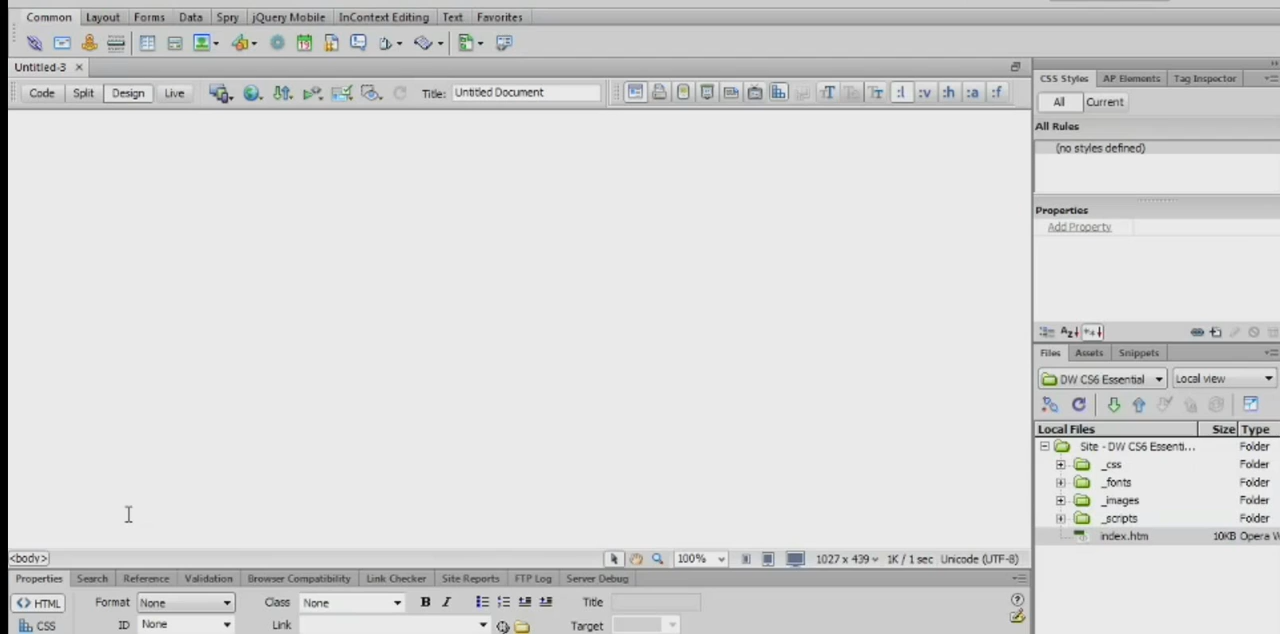 Common Layout Forms Data Spry jQuery Mobile InContext Editing Text Favorites
Untitled-3
Code Split Design Live Title: Untitled Document
CSS Styles AP Elements Tag Inspector
All Current
All Rules
(no styles defined)
Properties
Add Property
Files Assets Snippets
DW CS6 Essential Local view
Local Files Size Type
Site - DW CS6 Essenti... Folder
_css Folder
_fonts Folder
_images Folder
_scripts Folder
index.htm 10KB Opera W
<body> 100% 1027 x 439 1K / 1 sec Unicode (UTF-8)
Properties Search Reference Validation Browser Compatibility Link Checker Site Reports FTP Log Server Debug
<> HTML Format None Class None B I Title
CSS ID None Link Target